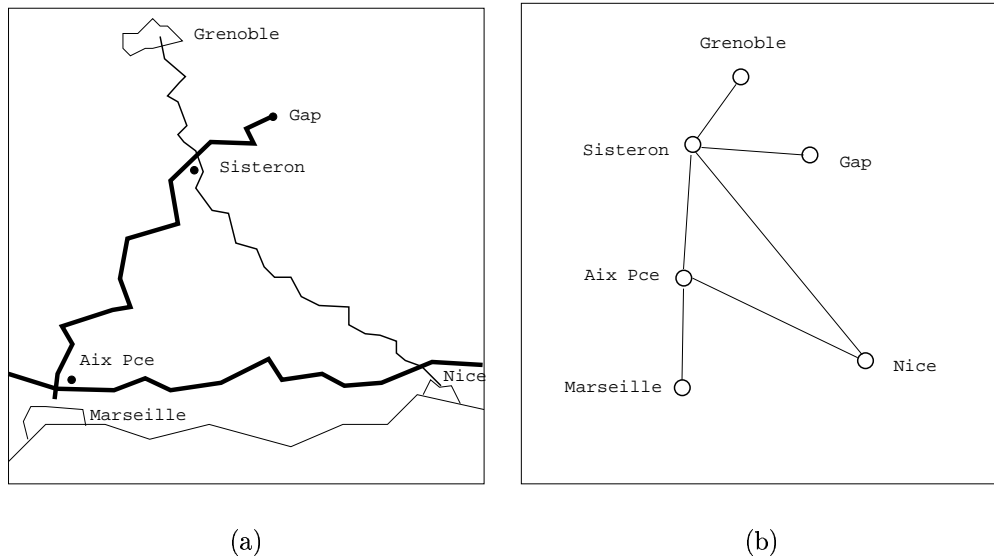 Grenoble
Gap
Sisteron
Aix Pce
Nice
Marseille
(a)
Grenoble
Sisteron
Gap
Aix Pce
Nice
Marseille
(b)